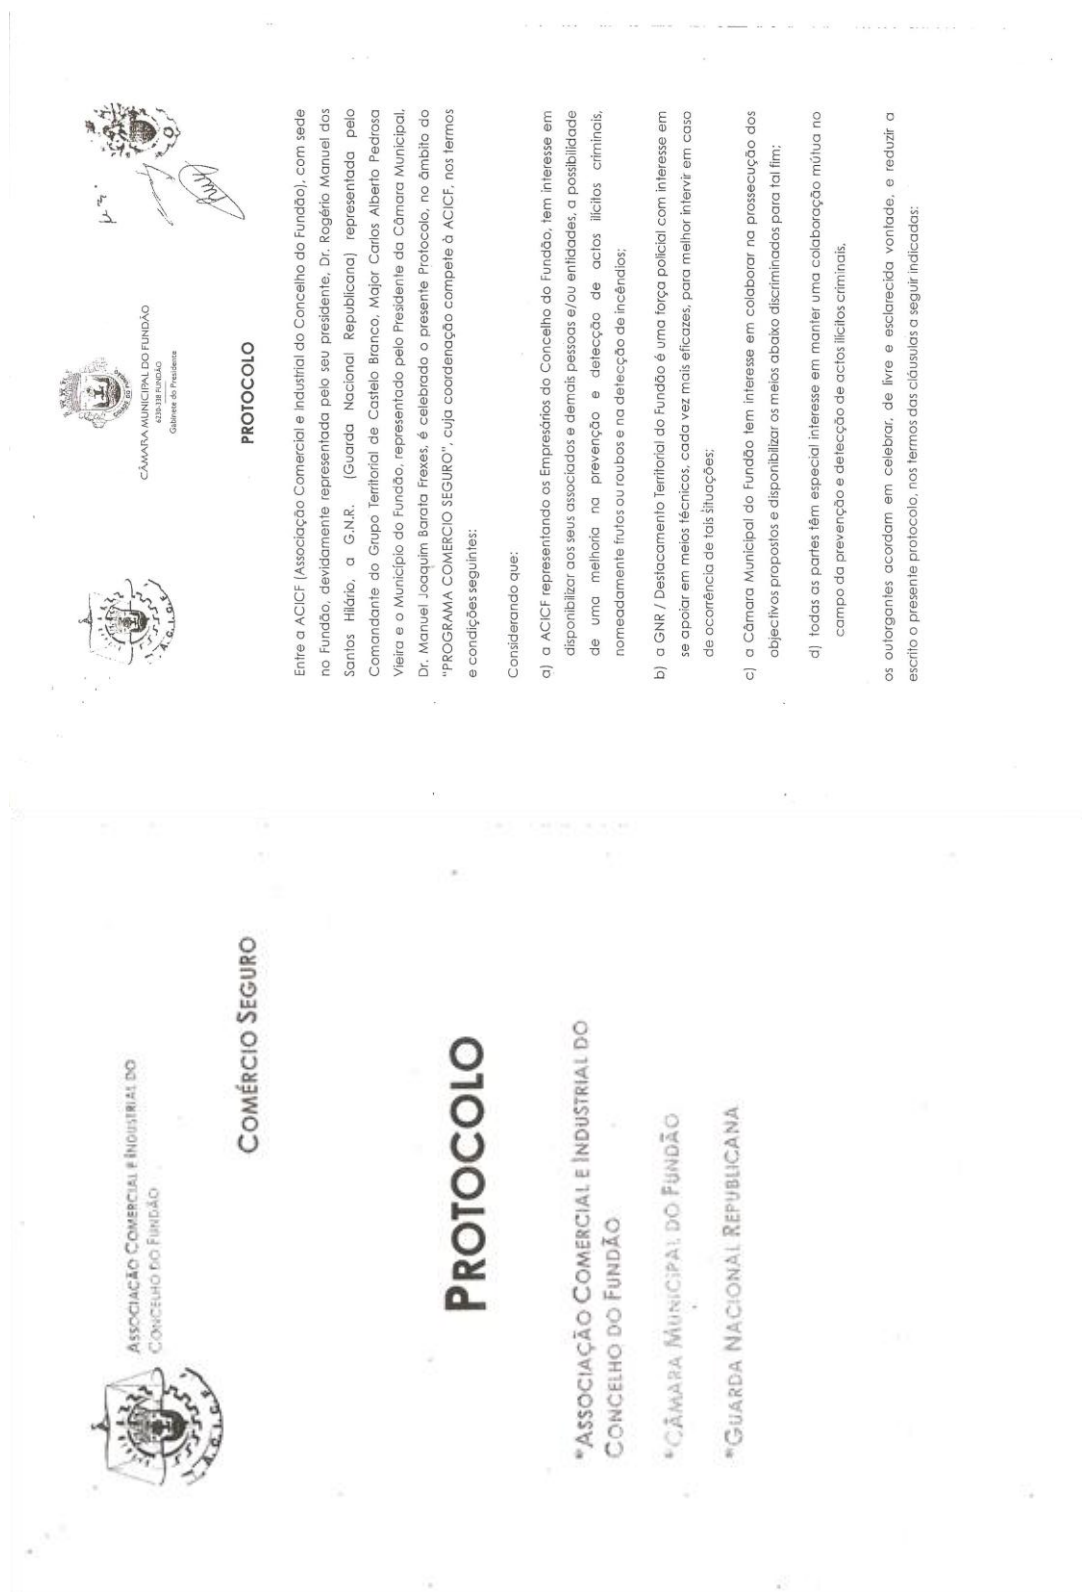 ASSOCIAÇÃO COMERCIAL E INDUSTRIAL DO
CONCELHO DO FUNDÃO
A.C.I.C.F.
COMÉRCIO SEGURO
PROTOCOLO
*ASSOCIAÇÃO COMERCIAL E INDUSTRIAL DO
CONCELHO DO FUNDÃO
*CÂMARA MUNICIPAL DO FUNDÃO
*GUARDA NACIONAL REPUBLICANA
A.C.I.C.F.
CÂMARA MUNICIPAL DO FUNDÃO
6230-338 FUNDÃO
Gabinete do Presidente
PROTOCOLO
Entre a ACICF (Associação Comercial e Industrial do Concelho do Fundão), com sede
no Fundão, devidamente representada pelo seu presidente, Dr. Rogério Manuel dos
Santos Hilário, a G.N.R. (Guarda Nacional Republicana) representada pelo
Comandante do Grupo Territorial de Castelo Branco, Major Carlos Alberto Pedrosa
Vieira e o Município do Fundão, representado pelo Presidente da Câmara Municipal,
Dr. Manuel Joaquim Barata Frexes, é celebrado o presente Protocolo, no âmbito do
"PROGRAMA COMERCIO SEGURO", cuja coordenação compete à ACICF, nos termos
e condições seguintes:
Considerando que:
a) a ACICF representando os Empresários do Concelho do Fundão, tem interesse em
disponibilizar aos seus associados e demais pessoas e/ou entidades, a possibilidade
de uma melhoria na prevenção e detecção de actos ilícitos criminais,
nomeadamente frutos ou roubos e na detecção de incêndios;
b) a GNR / Destacamento Territorial do Fundão é uma força policial com interesse em
se apoiar em meios técnicos, cada vez mais eficazes, para melhor intervir em caso
de ocorrência de tais situações;
c) a Câmara Municipal do Fundão tem interesse em colaborar na prossecução dos
objectivos propostos e disponibilizar os meios abaixo discriminados para tal fim;
d) todas as partes têm especial interesse em manter uma colaboração mútua no
campo da prevenção e detecção de actos ilícitos criminais,
os outorgantes acordam em celebrar, de livre e esclarecida vontade, e reduzir a
escrito o presente protocolo, nos termos das cláusulas a seguir indicadas: